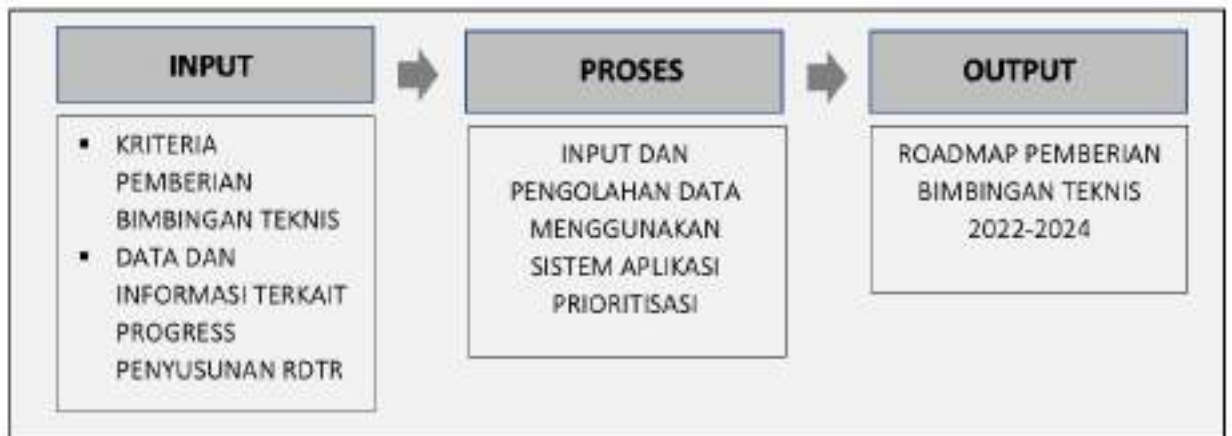 INPUT
▪ KRITERIA
PEMBERIAN
BIMBINGAN TEKNIS
▪ DATA DAN
INFORMASI TERKAIT
PROGRESS
PENYUSUNAN RDTR
PROSES
INPUT DAN
PENGOLAHAN DATA
MENGGUNAKAN
SISTEM APLIKASI
PRIORITISASI
OUTPUT
ROADMAP PEMBERIAN
BIMBINGAN TEKNIS
2022-2024